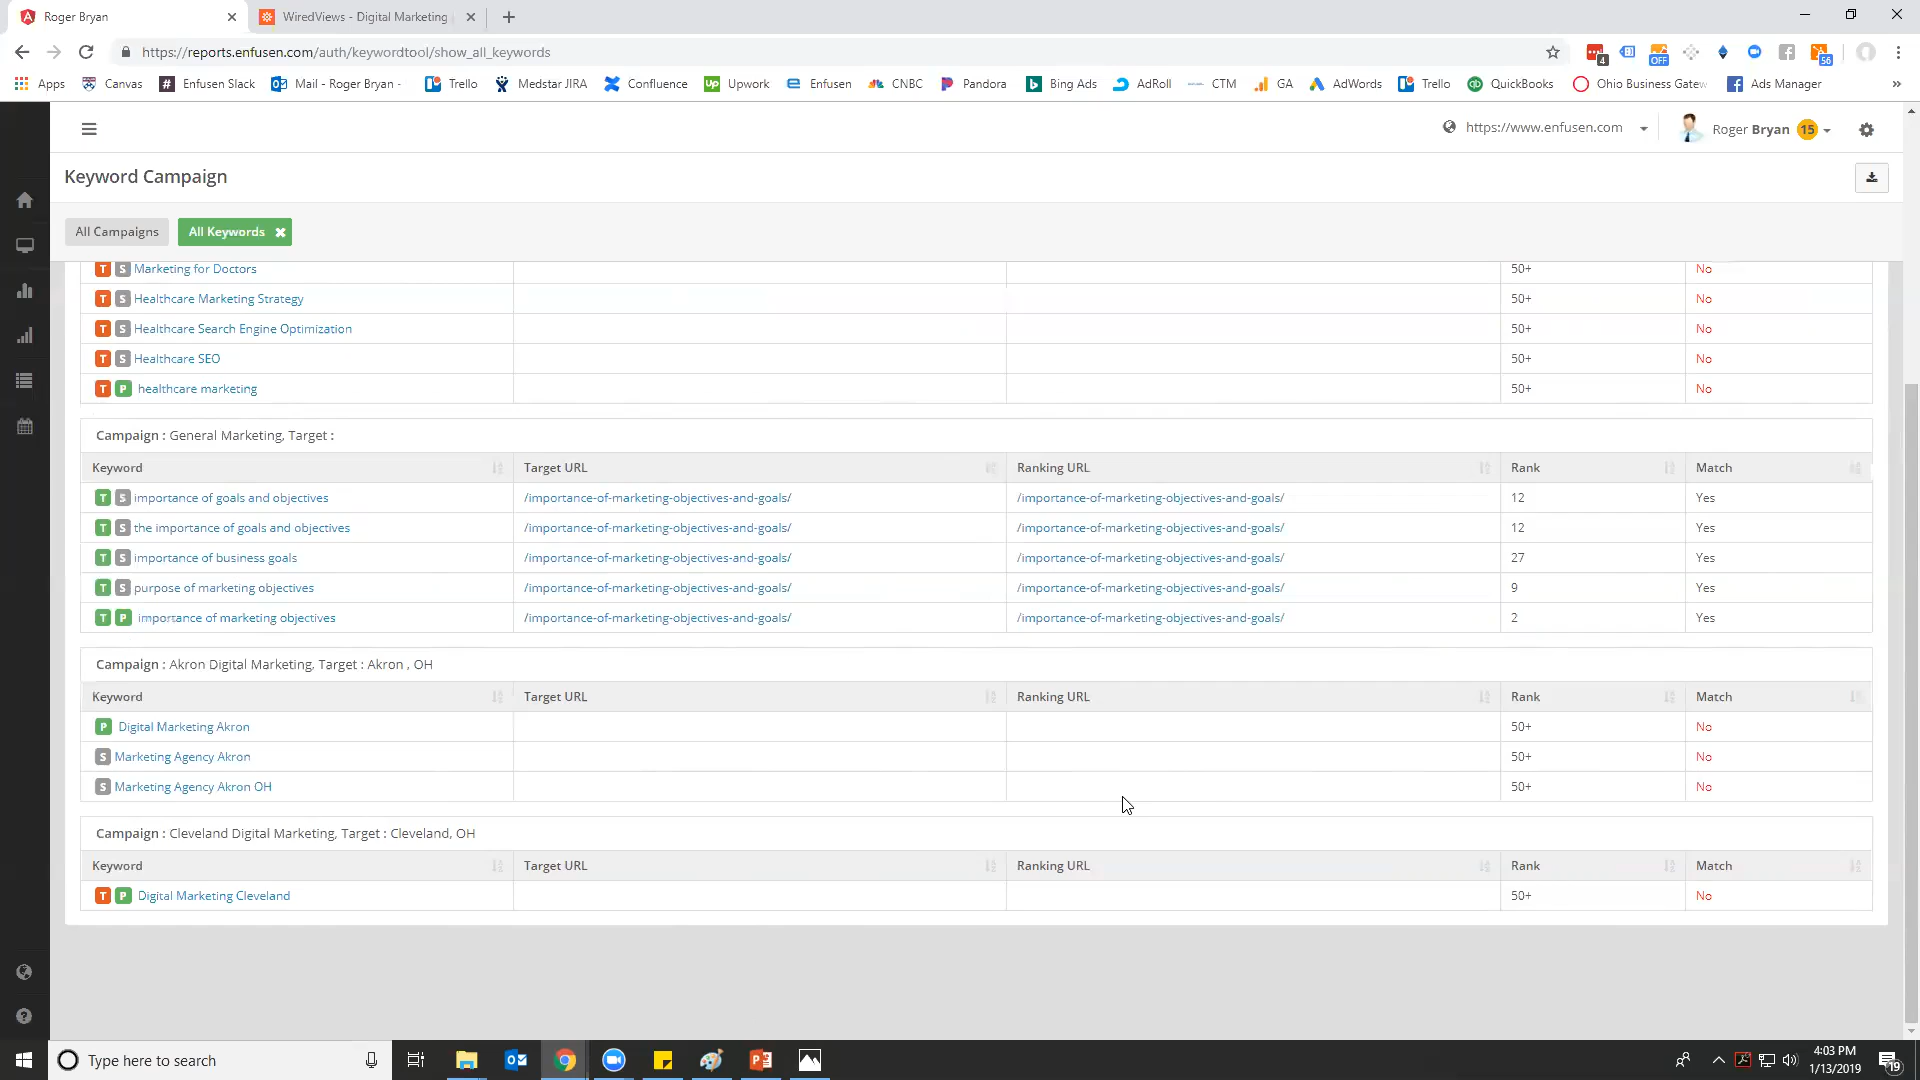 Roger Bryan
WiredViews - Digital Marketing
https://reports.enfusen.com/auth/keywordtool/show_all_keywords
4
OFF
56
Apps
Canvas
Enfusen Slack
Mail - Roger Bryan -
Trello
Medstar JIRA
Confluence
Upwork
Enfusen
CNBC
Pandora
Bing Ads
AdRoll
CTM
GA
AdWords
Trello
QuickBooks
Ohio Business Gatew
Ads Manager
https://www.enfusen.com
Roger Bryan 15
Keyword Campaign
All Campaigns
All Keywords
T S Marketing for Doctors 50+ No
T S Healthcare Marketing Strategy 50+ No
T S Healthcare Search Engine Optimization 50+ No
T S Healthcare SEO 50+ No
T P healthcare marketing 50+ No
Campaign : General Marketing, Target :
Keyword Target URL Ranking URL Rank Match
T S importance of goals and objectives /importance-of-marketing-objectives-and-goals/ /importance-of-marketing-objectives-and-goals/ 12 Yes
T S the importance of goals and objectives /importance-of-marketing-objectives-and-goals/ /importance-of-marketing-objectives-and-goals/ 12 Yes
T S importance of business goals /importance-of-marketing-objectives-and-goals/ /importance-of-marketing-objectives-and-goals/ 27 Yes
T S purpose of marketing objectives /importance-of-marketing-objectives-and-goals/ /importance-of-marketing-objectives-and-goals/ 9 Yes
T P importance of marketing objectives /importance-of-marketing-objectives-and-goals/ /importance-of-marketing-objectives-and-goals/ 2 Yes
Campaign : Akron Digital Marketing, Target : Akron , OH
Keyword Target URL Ranking URL Rank Match
P Digital Marketing Akron 50+ No
S Marketing Agency Akron 50+ No
S Marketing Agency Akron OH 50+ No
Campaign : Cleveland Digital Marketing, Target : Cleveland, OH
Keyword Target URL Ranking URL Rank Match
T P Digital Marketing Cleveland 50+ No
Type here to search
4:03 PM
1/13/2019
19